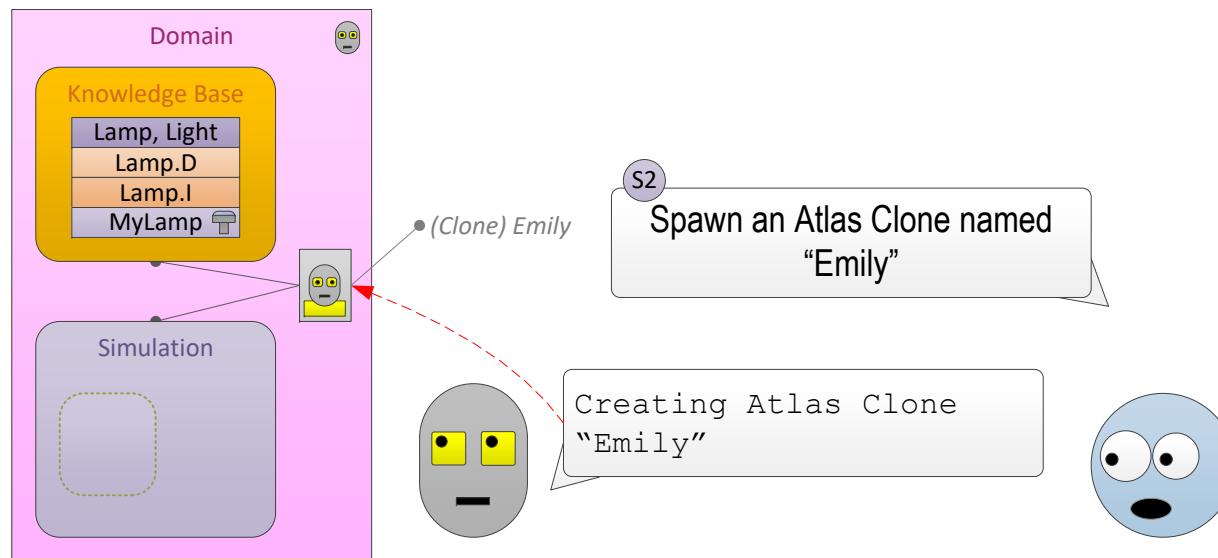 Domain
Knowledge Base
Lamp, Light
Lamp.D
Lamp.I
MyLamp
(Clone) Emily
Simulation
S2
Spawn an Atlas Clone named
“Emily”
Creating Atlas Clone
“Emily”